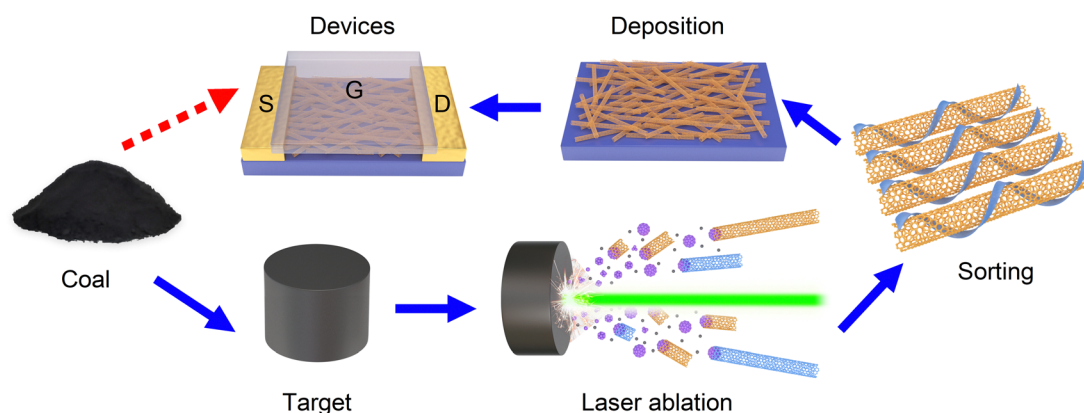 Devices
Deposition
S
G
D
Coal
Sorting
Target
Laser ablation